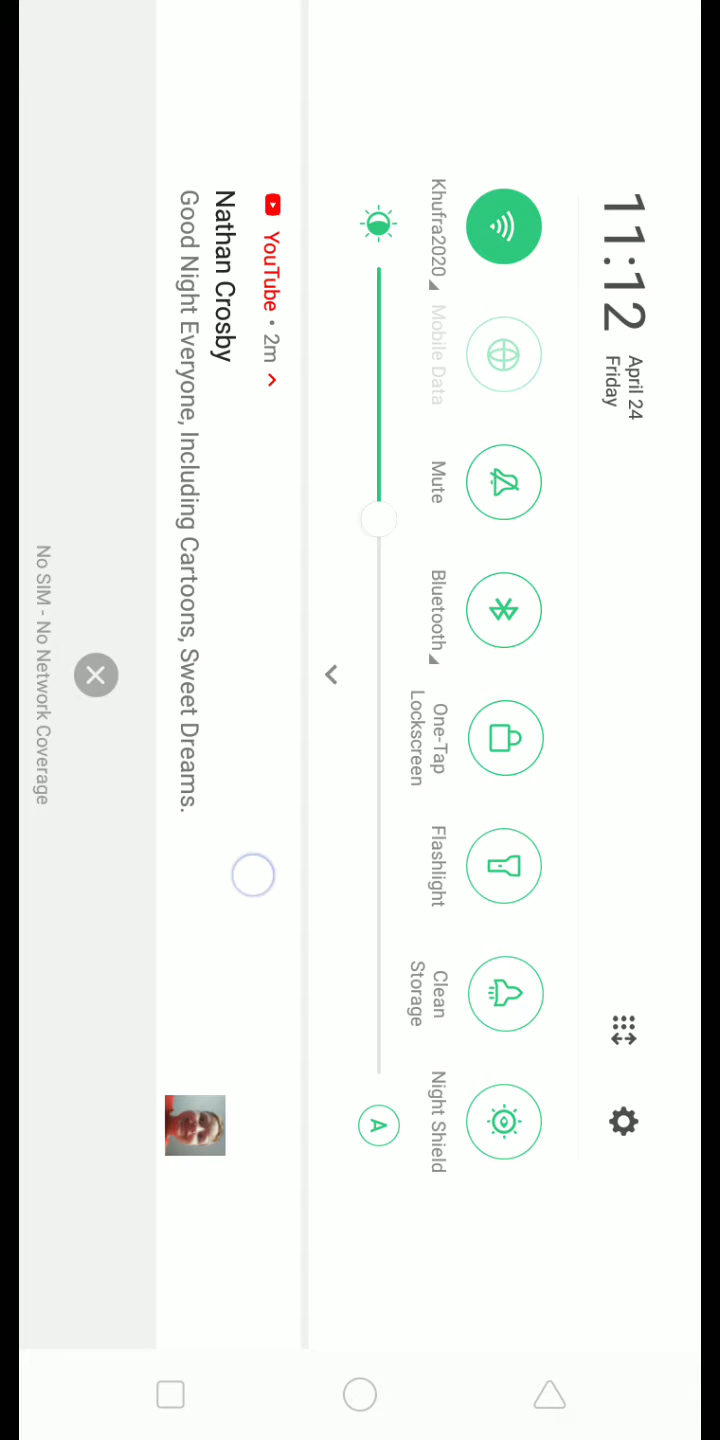 11:12
April 24
Friday
Khufra2020
Mobile Data
Mute
Bluetooth
One-Tap
Lockscreen
Flashlight
Clean
Storage
Night Shield
A
YouTube • 2m
Nathan Crosby
Good Night Everyone, Including Cartoons, Sweet Dreams.
No SIM - No Network Coverage